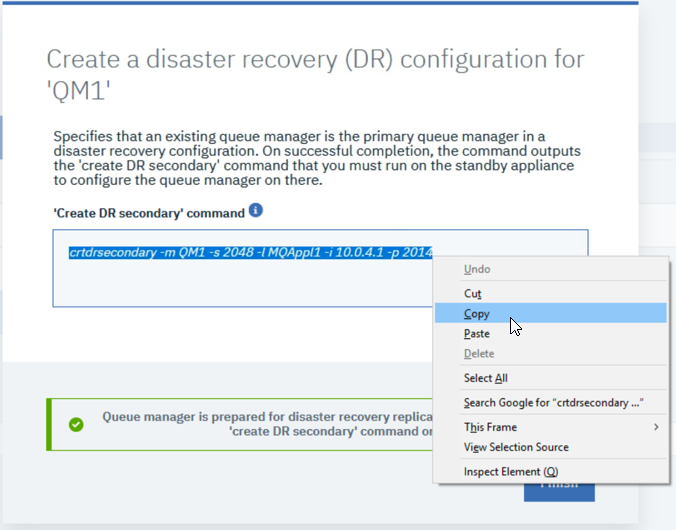 Create a disaster recovery (DR) configuration for
'QM1'
Specifies that an existing queue manager is the primary queue manager in a
disaster recovery configuration. On successful completion, the command outputs
the 'create DR secondary' command that you must run on the standby appliance
to configure the queue manager on there.
'Create DR secondary' command
crtdrsecondary -m QM1 -s 2048 -l MQAppl1 -i 10.0.4.1 -p 2014
Undo
Cut
Copy
Paste
Delete
Select All
Search Google for “crtdrsecondary ...”
This Frame
View Selection Source
Inspect Element (Q)
Queue manager is prepared for disaster recovery replica
'create DR secondary' command
Finish